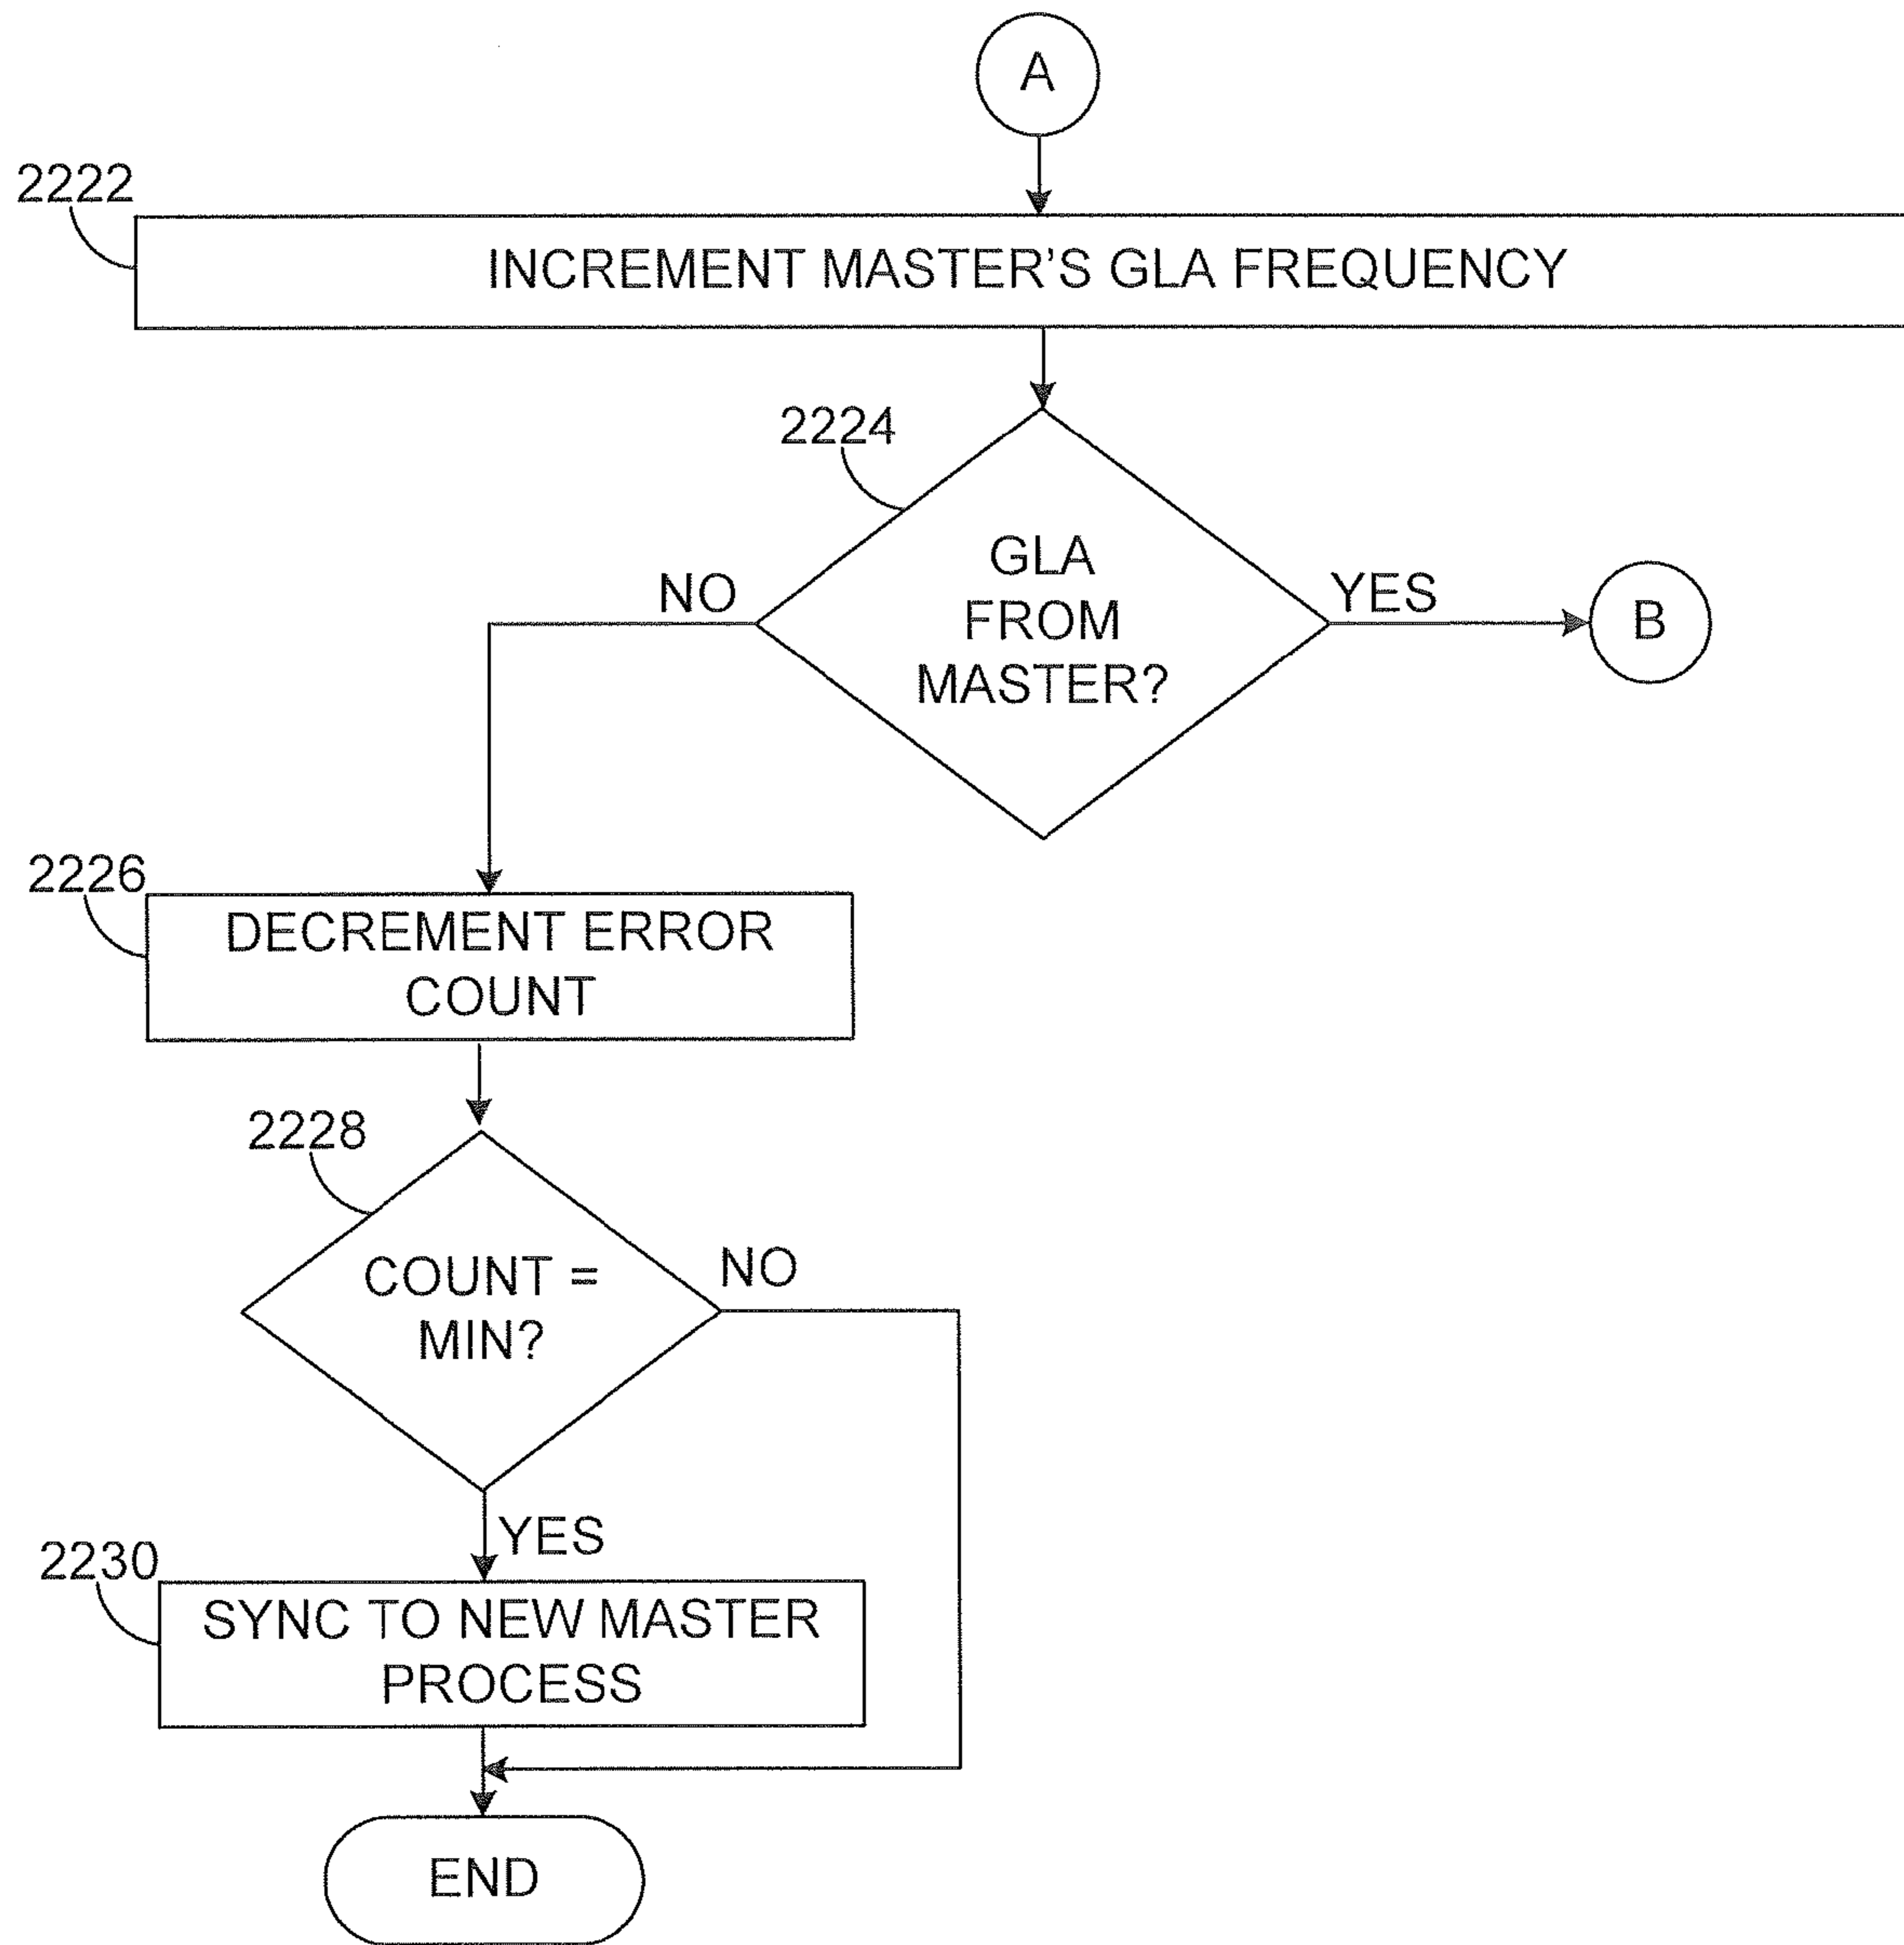 A
2222
INCREMENT MASTER'S GLA FREQUENCY
2224
GLA
FROM
MASTER?
NO
YES
B
2226
DECREMENT ERROR
COUNT
2228
COUNT =
MIN?
NO
YES
2230
SYNC TO NEW MASTER
PROCESS
END